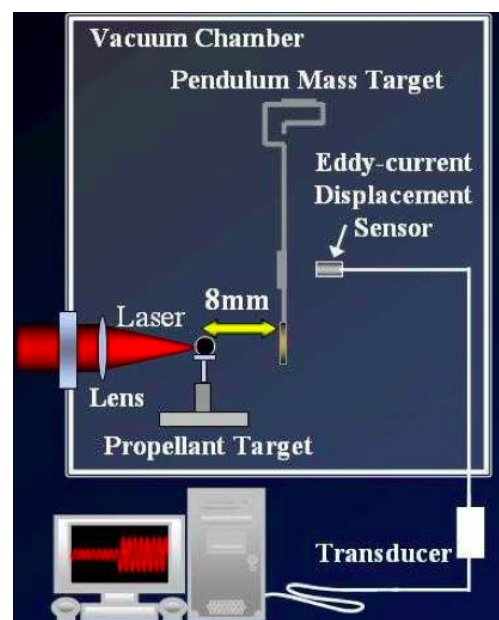 Vacuum Chamber
Pendulum Mass Target
Eddy-current
Displacement
Sensor
8mm
Laser
Lens
Propellant Target
Transducer